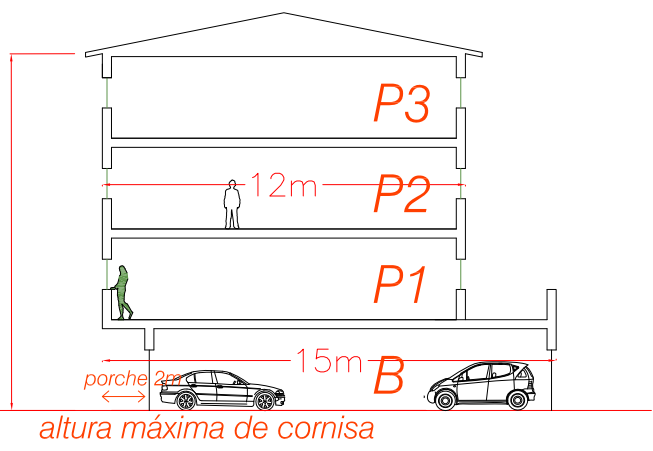 P3
12m
P2
P1
15m
porche 2m
B
altura máxima de cornisa